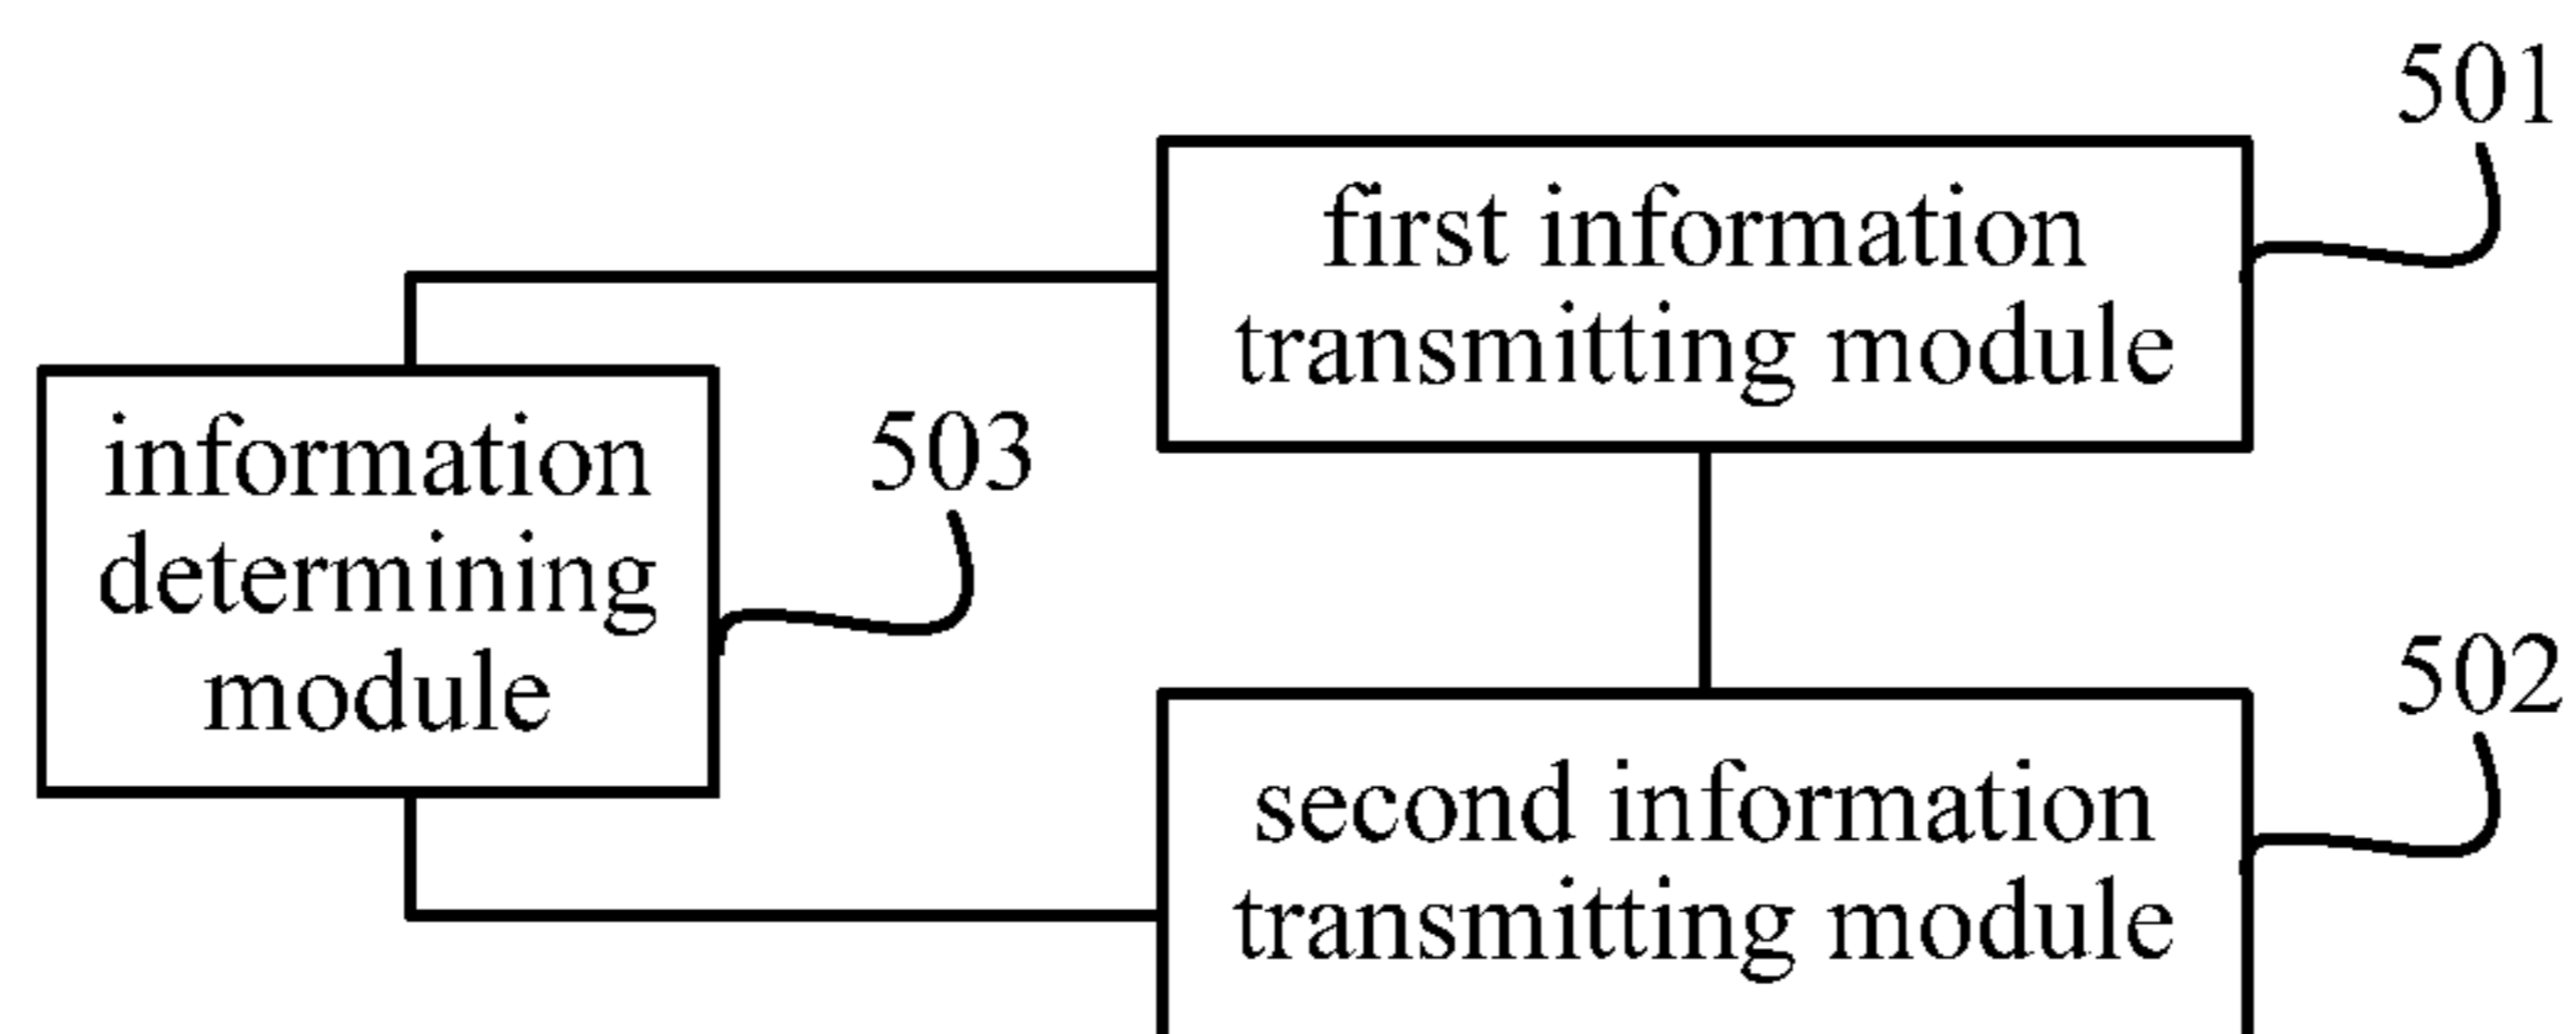 501
first information
transmitting module
503
information
determining
module
502
second information
transmitting module